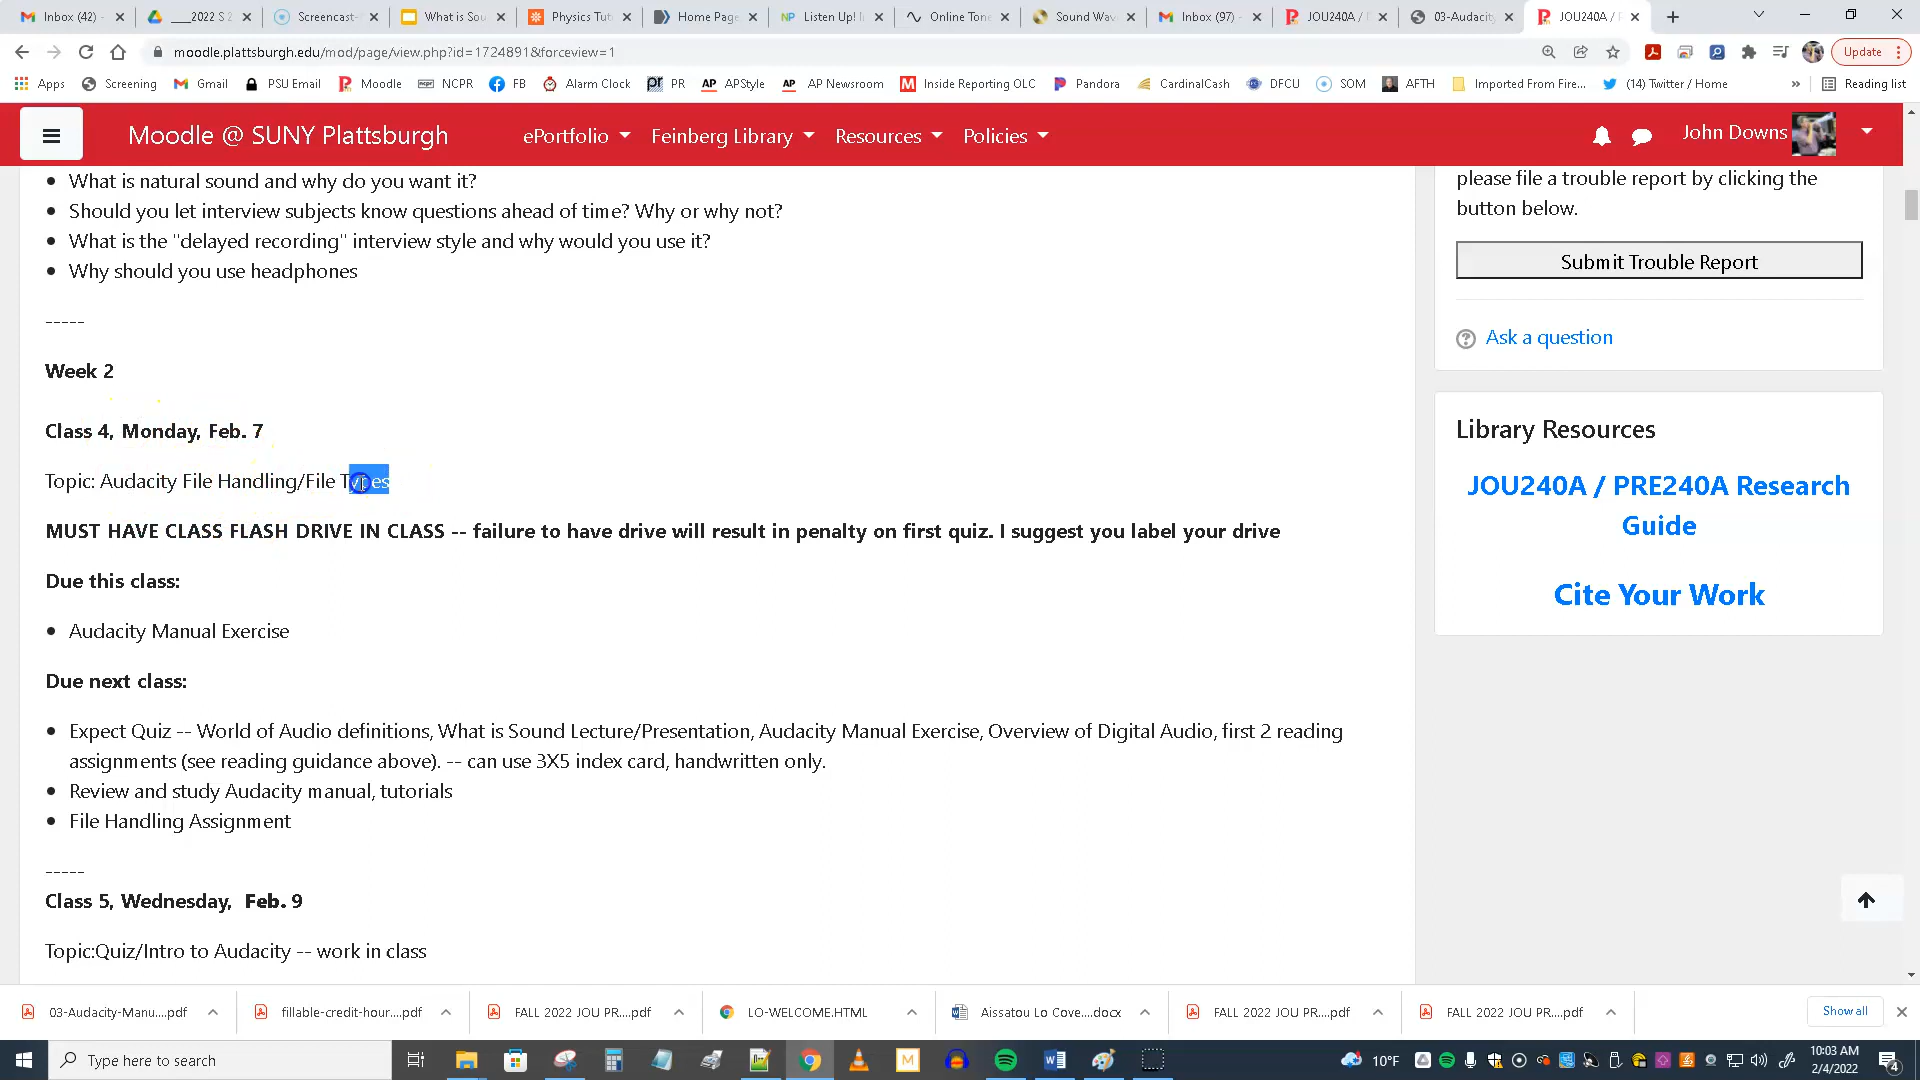 Inbox (42) -
___2022 S 2
Screencast-
What is Sou
Physics Tut
Home Page
Listen Up! I
Online Tone
Sound Wav
Inbox (97) -
JOU240A / 
03-Audacity
JOU240A / 
moodle.plattsburgh.edu/mod/page/view.php?id=1724891&forceview=1
Update
Apps Screening Gmail PSU Email Moodle NCPR FB Alarm Clock PR APStyle AP Newsroom Inside Reporting OLC Pandora CardinalCash DFCU SOM AFTH Imported From Fire... (14) Twitter / Home » Reading list
Moodle @ SUNY Plattsburgh ePortfolio Feinberg Library Resources Policies John Downs
What is natural sound and why do you want it?
Should you let interview subjects know questions ahead of time? Why or why not?
What is the "delayed recording" interview style and why would you use it?
Why should you use headphones
-----
Week 2
Class 4, Monday, Feb. 7
Topic: Audacity File Handling/File Types
MUST HAVE CLASS FLASH DRIVE IN CLASS -- failure to have drive will result in penalty on first quiz. I suggest you label your drive
Due this class:
Audacity Manual Exercise
Due next class:
Expect Quiz -- World of Audio definitions, What is Sound Lecture/Presentation, Audacity Manual Exercise, Overview of Digital Audio, first 2 reading
assignments (see reading guidance above). -- can use 3X5 index card, handwritten only.
Review and study Audacity manual, tutorials
File Handling Assignment
-----
Class 5, Wednesday, Feb. 9
Topic:Quiz/Intro to Audacity -- work in class
please file a trouble report by clicking the
button below.
Submit Trouble Report
Ask a question
Library Resources
JOU240A / PRE240A Research
Guide
Cite Your Work
03-Audacity-Manu....pdf
fillable-credit-hour....pdf
FALL 2022 JOU PR....pdf
LO-WELCOME.HTML
Aissatou Lo Cove....docx
FALL 2022 JOU PR....pdf
FALL 2022 JOU PR....pdf
Show all
Type here to search
10°F
10:03 AM
2/4/2022
4